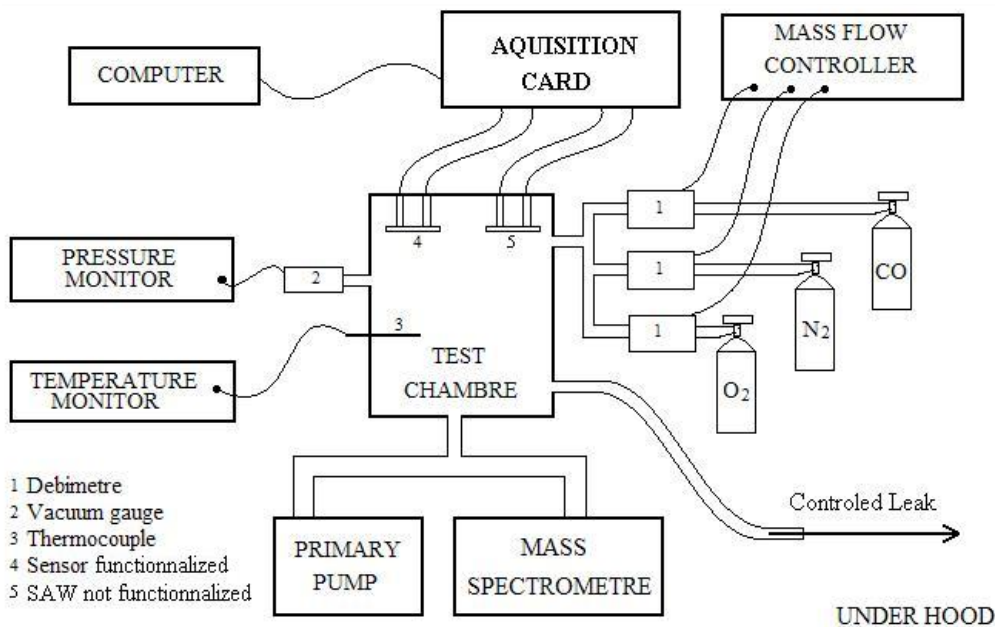 COMPUTER
AQUISITION
CARD
MASS FLOW
CONTROLLER
4
5
1
1
1
CO
N2
O2
PRESSURE
MONITOR
2
3
TEMPERATURE
MONITOR
TEST
CHAMBRE
1 Debimetre
2 Vacuum gauge
3 Thermocouple
4 Sensor functionnalized
5 SAW not functionnalized
PRIMARY
PUMP
MASS
SPECTROMETRE
Controled Leak
UNDER HOOD